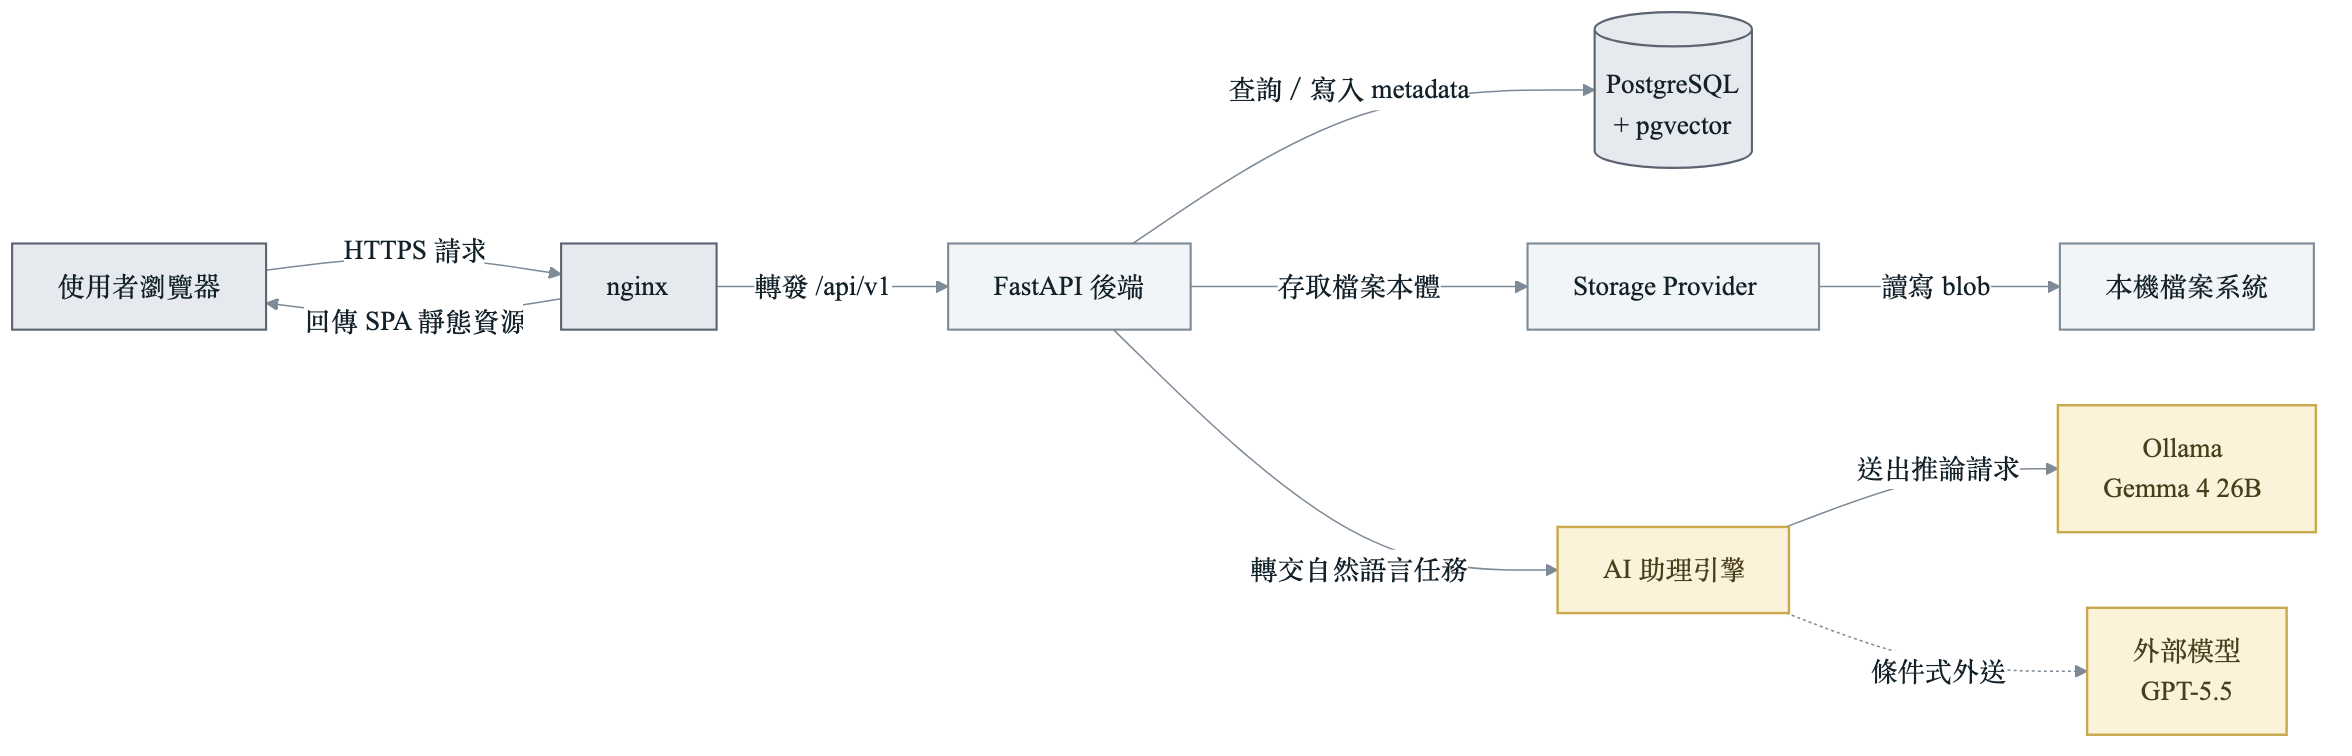 查詢 / 寫入 metadata
PostgreSQL
+ pgvector
使用者瀏覽器
HTTPS 請求
回傳 SPA 靜態資源
nginx
轉發 /api/v1
FastAPI 後端
存取檔案本體
Storage Provider
讀寫 blob
本機檔案系統
轉交自然語言任務
AI 助理引擎
送出推論請求
Ollama
Gemma 4 26B
條件式外送
外部模型
GPT-5.5